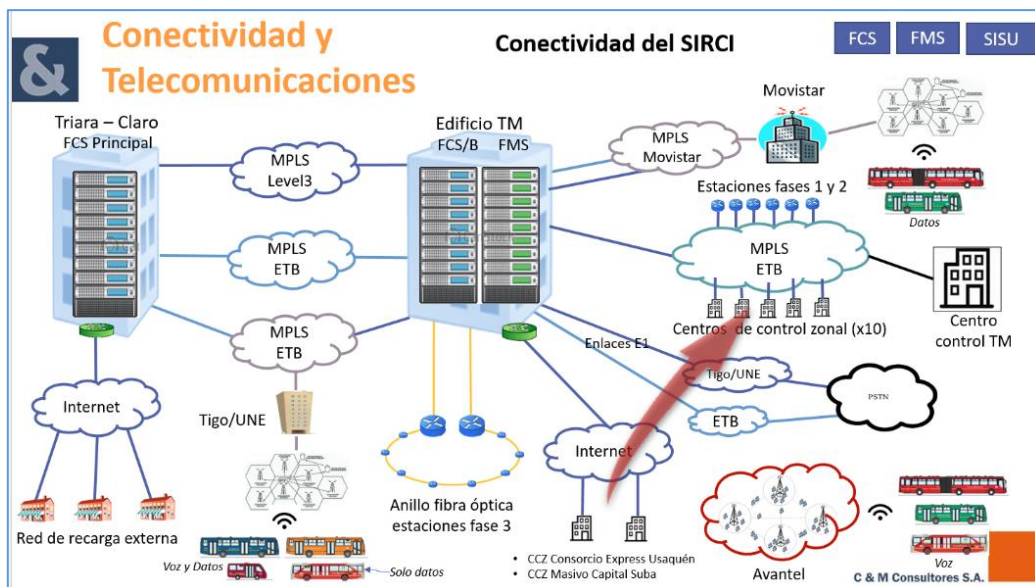 &
Conectividad y
Telecomunicaciones
Conectividad del SIRCI
FCS
FMS
SISU
Triara – Claro
FCS Principal
MPLS
Level3
Edificio TM
FCS/B FMS
MPLS
Movistar
Movistar
Datos
Estaciones fases 1 y 2
MPLS
ETB
MPLS
ETB
Centros de control zonal (x10)
Centro
control TM
MPLS
ETB
Enlaces E1
Tigo/UNE
PSTN
ETB
Internet
Tigo/UNE
Internet
Anillo fibra óptica
estaciones fase 3
Red de recarga externa
Voz y Datos
Solo datos
• CCZ Consorcio Express Usaquén
• CCZ Masivo Capital Suba
Avantel
Voz
C & M Consultores S.A.